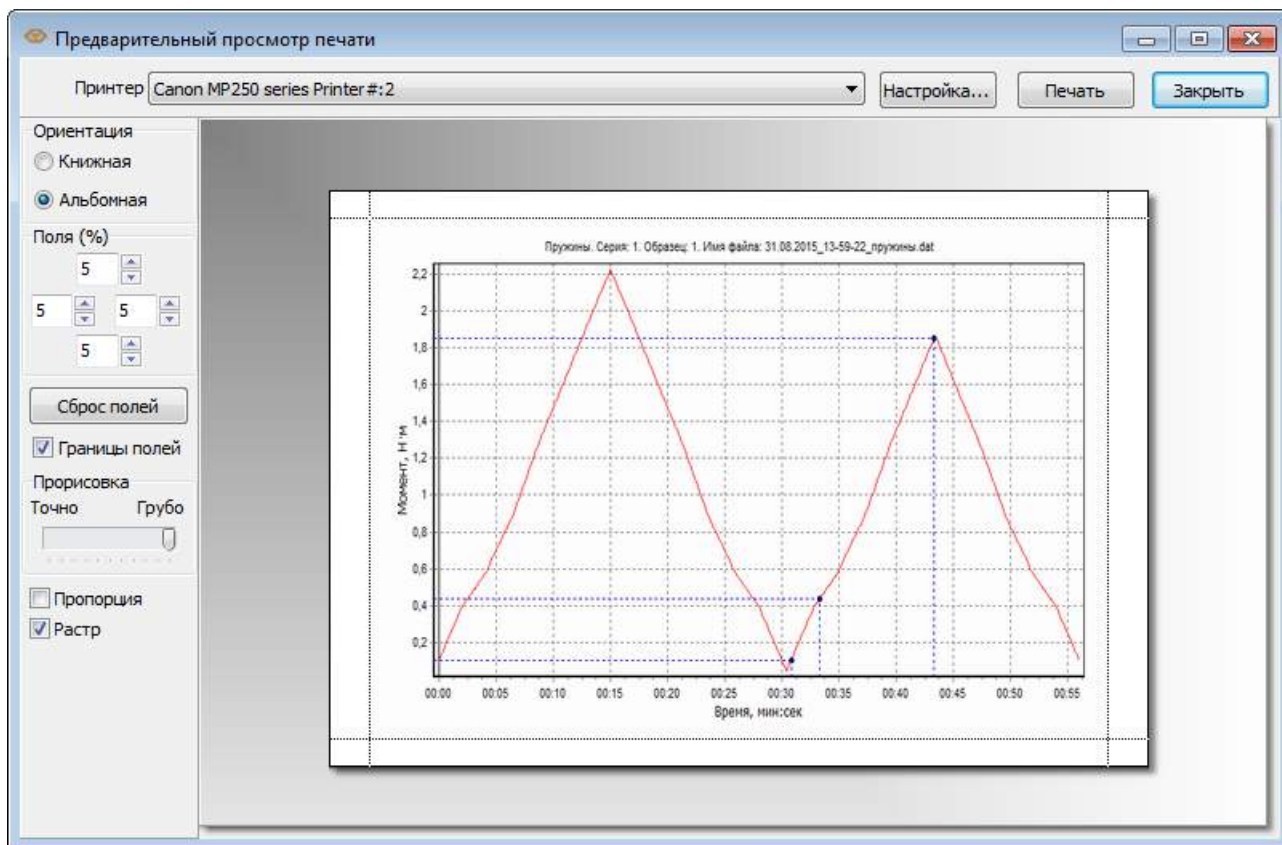 Предварительный просмотр печати
Принтер Canon MP250 series Printer#:2 Настройка... Печать Закрыть
Ориентация
Книжная
Альбомная
Поля (%)
5
5 5
5
Сброс полей
Границы полей
Прорисовка
Точно Грубо
Пропорция
Растр
Пружины. Серия: 1. Образец: 1. Имя файла: 31.08.2015_13-59-22_пружины.dat
Момент, Н·м
2,2
2
1,8
1,6
1,4
1,2
1
0,8
0,6
0,4
0,2
00:00 00:05 00:10 00:15 00:20 00:25 00:30 00:35 00:40 00:45 00:50 00:55
Время, мин:сек